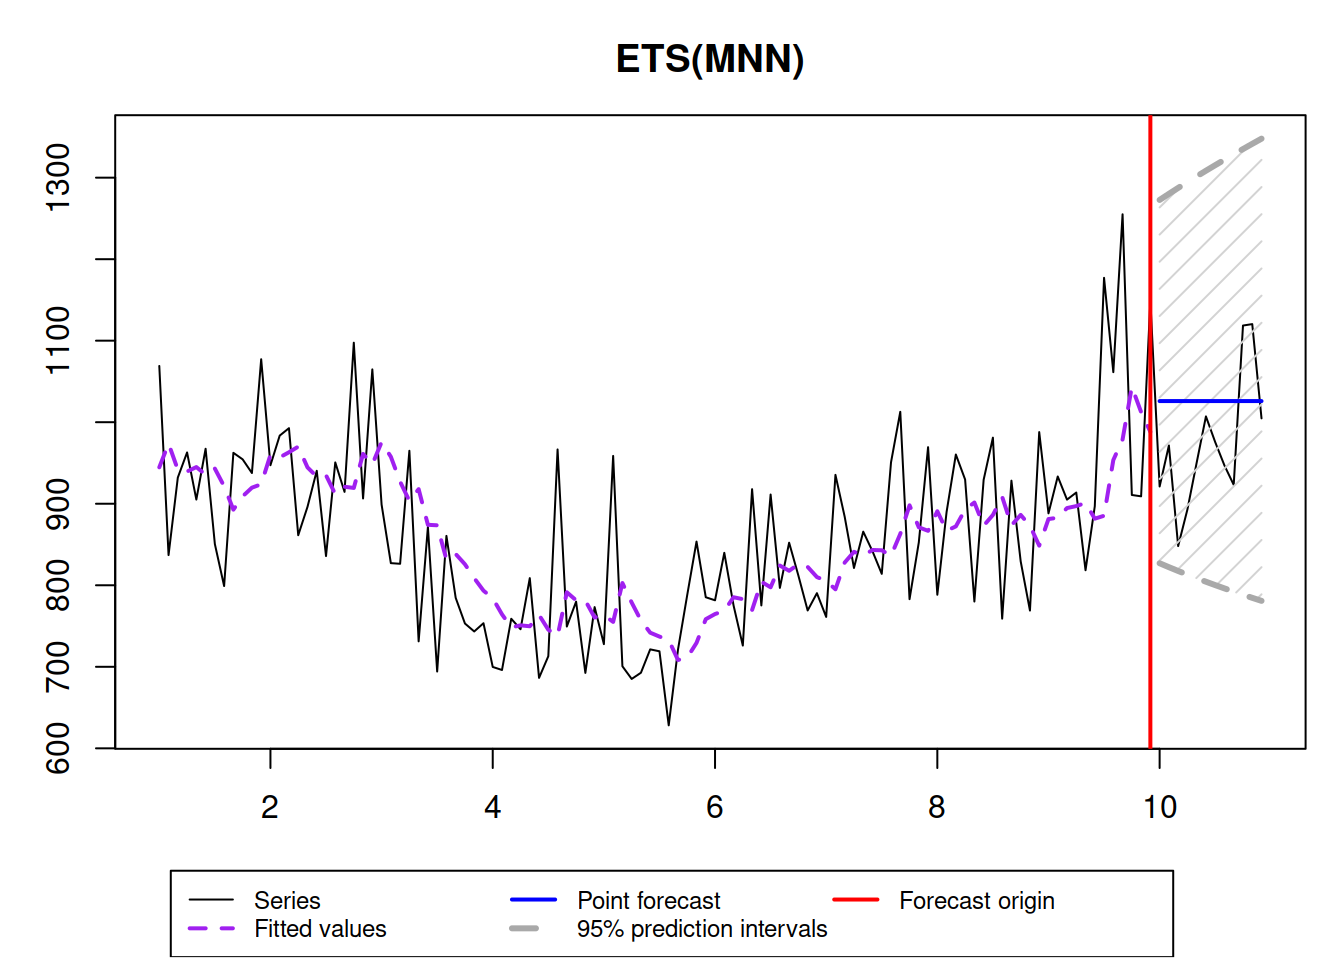 ETS(MNN)
1300
1100
900
800
700
600
2 4 6 8 10
Series Point forecast Forecast origin
Fitted values 95% prediction intervals